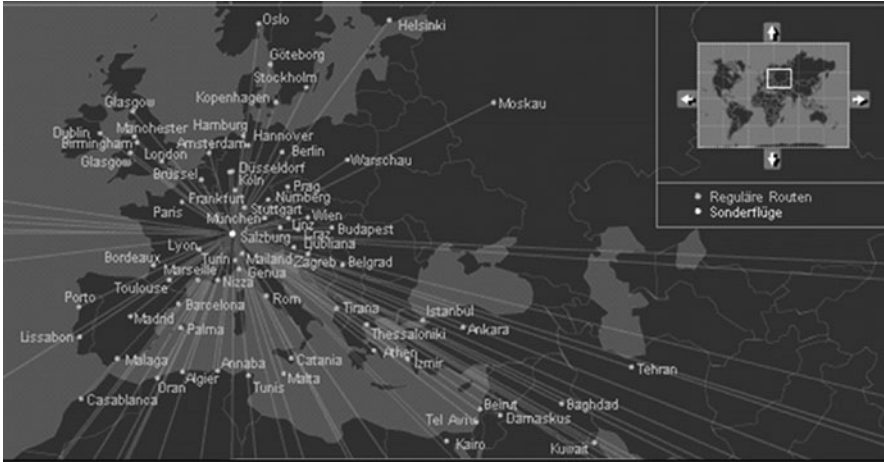 Oslo
Helsinki
Göteborg
Stockholm
Kopenhagen
Moskau
Glasgow
Hamburg
Dublin
Manchester
Hannover
Birmingham
Amsterdam
Berlin
Glasgow
London
Warschau
Düsseldorf
Brüssel
Köln
Prag
Frankfurt
Nürnberg
Reguläre Routen
Paris
Stuttgart
Sonderflüge
München
Wien
Linz
Graz
Budapest
Salzburg
Lyon
Ljubliana
Bordeaux
Turin
Mailand
Zagreb
Belgrad
Marseille
Genua
Toulouse
Nizza
Porto
Barcelona
Rom
Tirana
Istanbul
Madrid
Lissabon
Palma
Thessaloniki
Ankara
Malaga
Annaba
Catania
Athen
Izmir
Tehran
Oran
Algier
Tunis
Malta
Casablanca
Beirut
Baghdad
Tel Aviv
Damaskus
Kairo
Kuwait